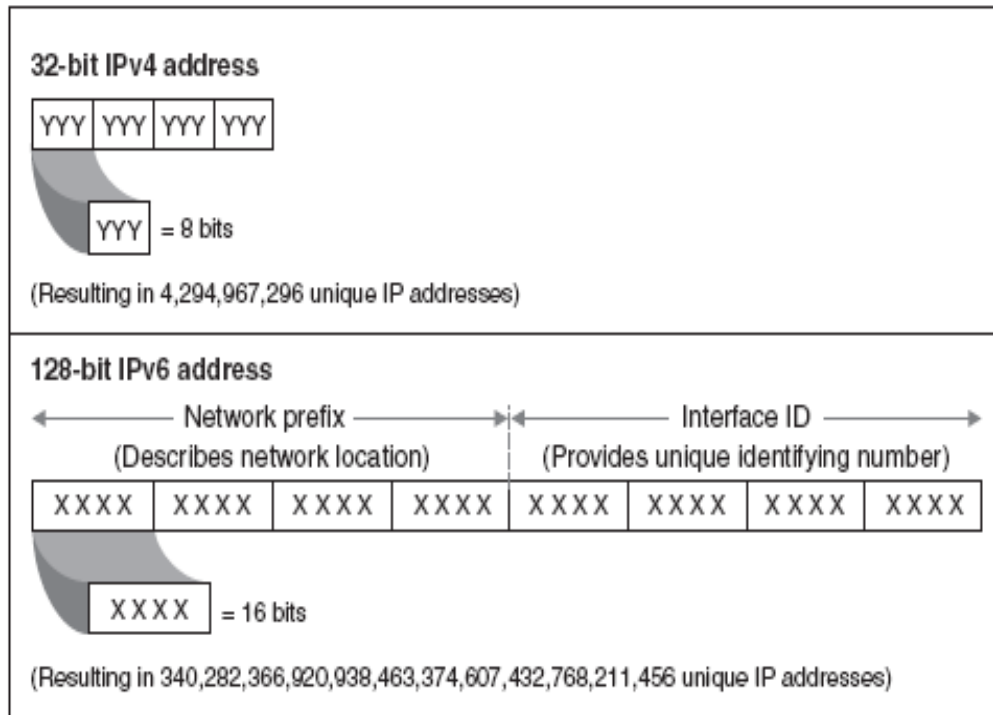 32-bit IPv4 address
YYY YYY YYY YYY
YYY = 8 bits
(Resulting in 4,294,967,296 unique IP addresses)
128-bit IPv6 address
Network prefix Interface ID
(Describes network location) (Provides unique identifying number)
XXXX XXXX XXXX XXXX XXXX XXXX XXXX XXXX
XXXX = 16 bits
(Resulting in 340,282,366,920,938,463,374,607,432,768,211,456 unique IP addresses)